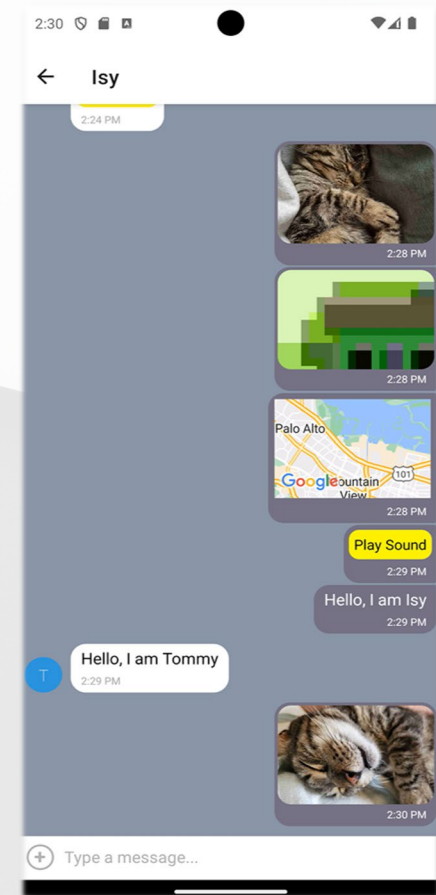 2:30
Isy
2:24 PM
2:28 PM
2:28 PM
Palo Alto
101
Google ountain
View
2:28 PM
Play Sound
2:29 PM
Hello, I am Isy
2:29 PM
Hello, I am Tommy
T
2:29 PM
2:30 PM
Type a message...